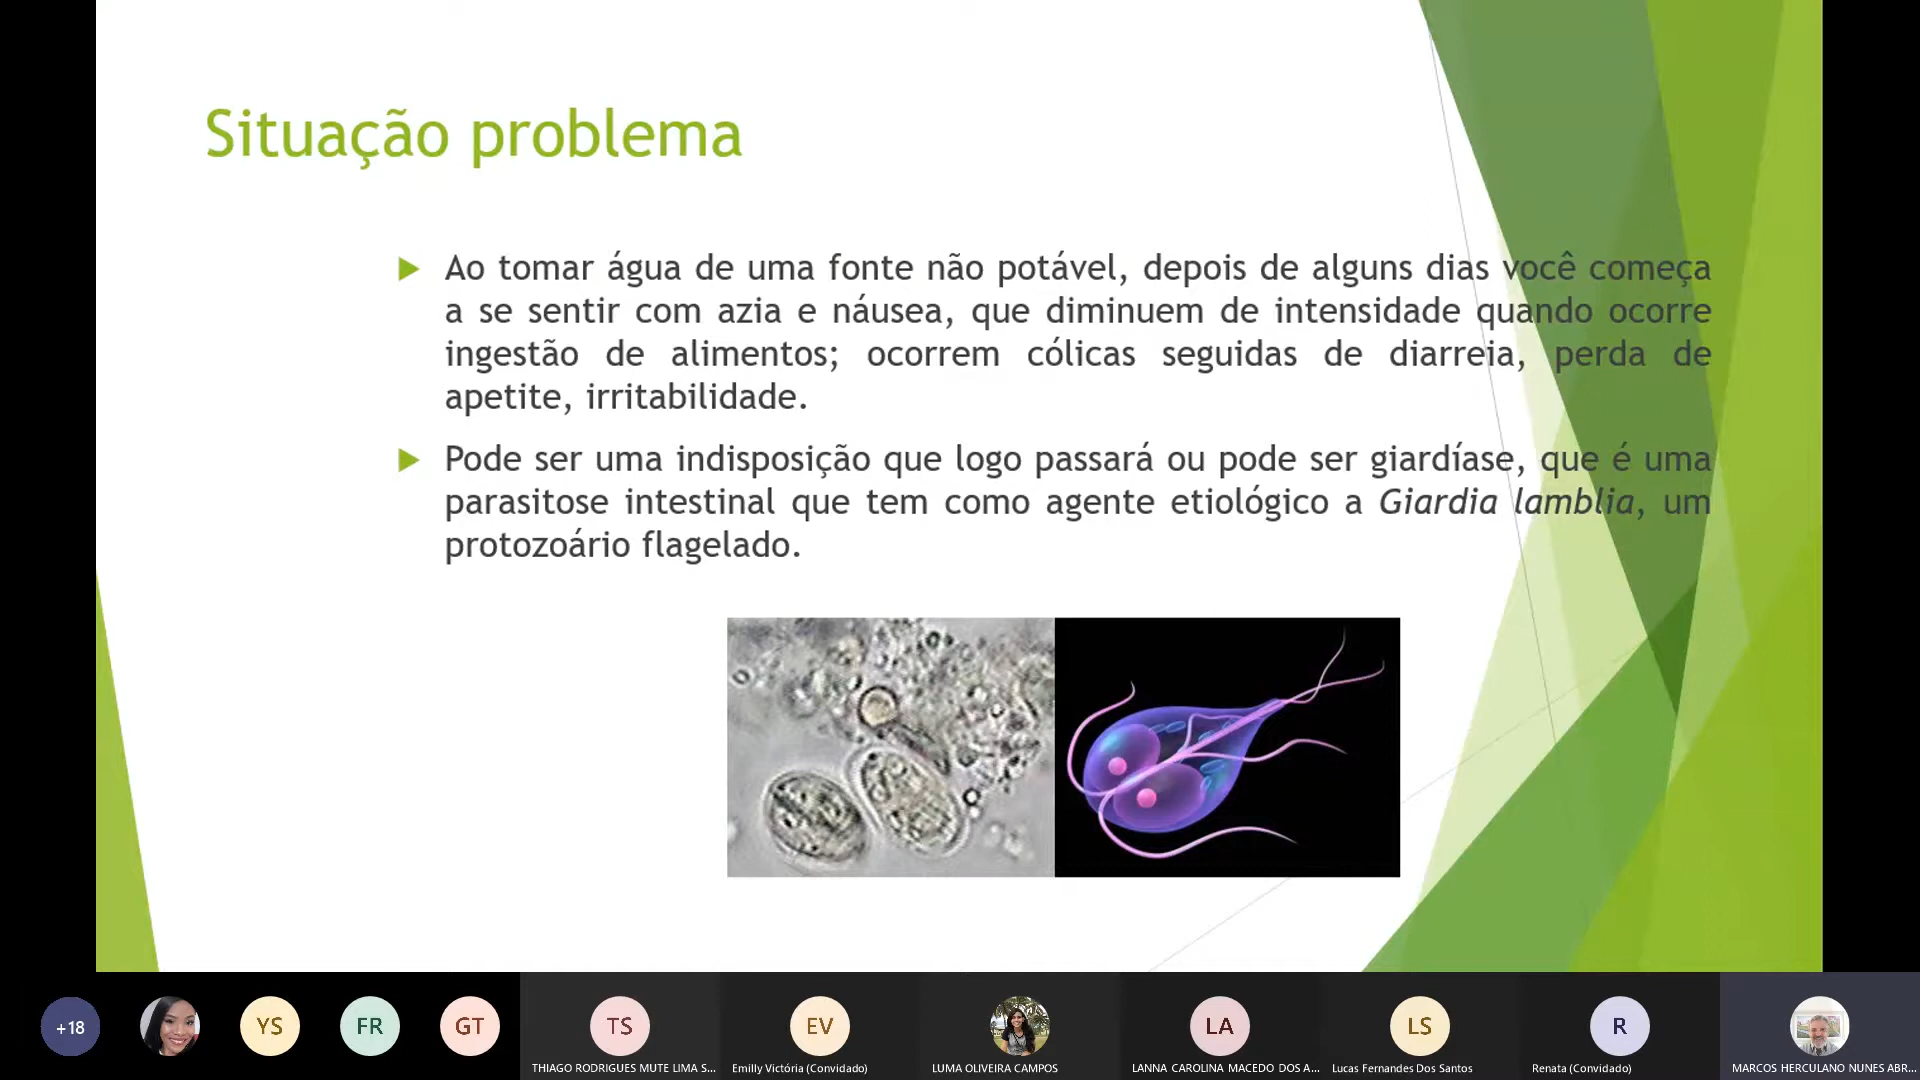 Situação problema
Ao tomar água de uma fonte não potável, depois de alguns dias você começa
a se sentir com azia e náusea, que diminuem de intensidade quando ocorre
ingestão de alimentos; ocorrem cólicas seguidas de diarreia, perda de
apetite, irritabilidade.
Pode ser uma indisposição que logo passará ou pode ser giardíase, que é uma
parasitose intestinal que tem como agente etiológico a Giardia lamblia, um
protozoário flagelado.
+18
YS
FR
GT
TS
EV
LA
LS
R
THIAGO RODRIGUES MUTE LIMA S...
Emilly Victória (Convidado)
LUMA OLIVEIRA CAMPOS
LANNA CAROLINA MACEDO DOS A...
Lucas Fernandes Dos Santos
Renata (Convidado)
MARCOS HERCULANO NUNES ABR...